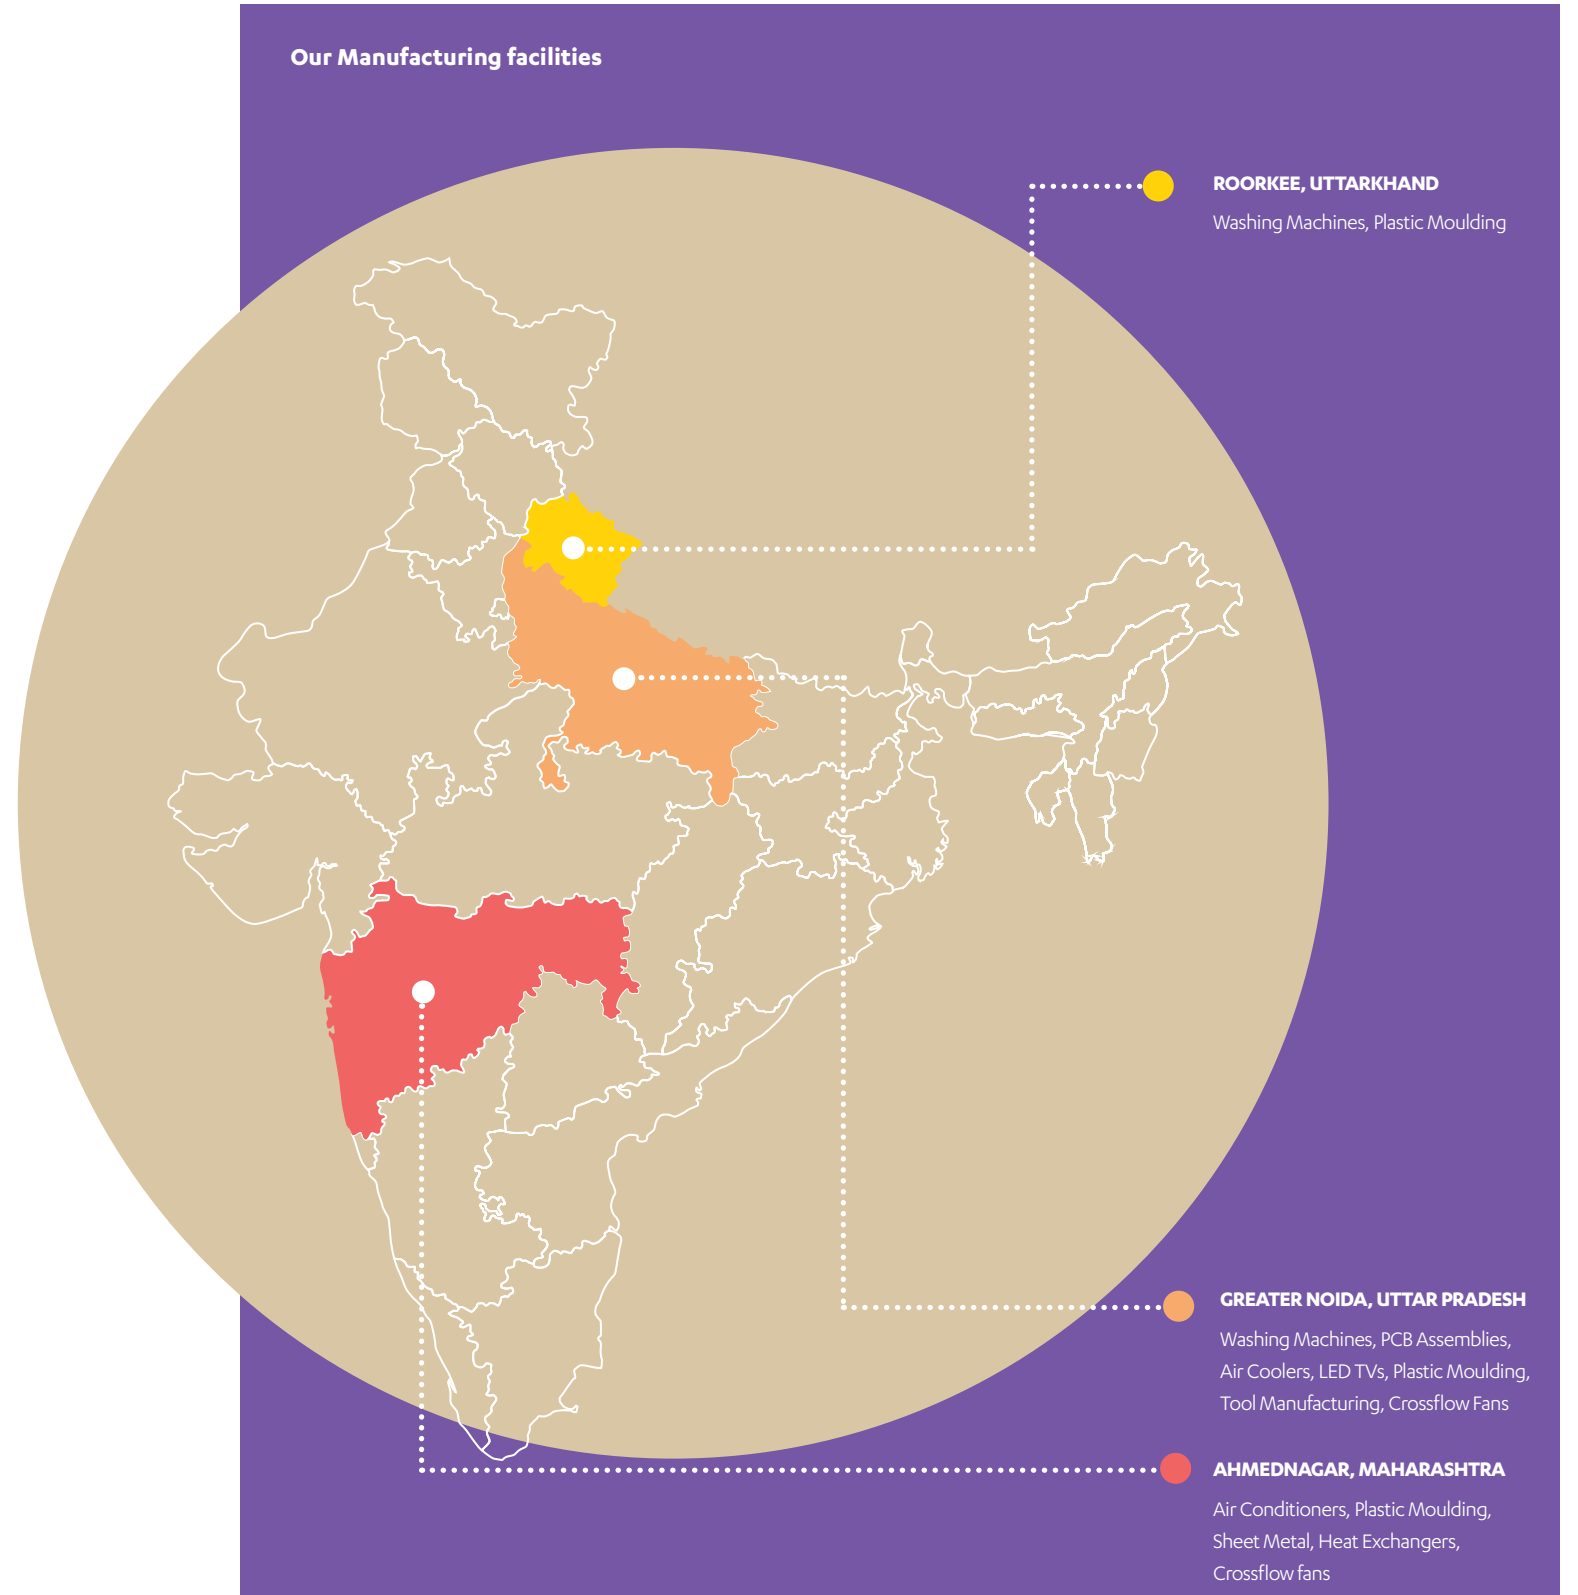 Our Manufacturing facilities
ROORKEE, UTTARKHAND
Washing Machines, Plastic Moulding
GREATER NOIDA, UTTAR PRADESH
Washing Machines, PCB Assemblies,
Air Coolers, LED TVs, Plastic Moulding,
Tool Manufacturing, Crossflow Fans
AHMEDNAGAR, MAHARASHTRA
Air Conditioners, Plastic Moulding,
Sheet Metal, Heat Exchangers,
Crossflow fans